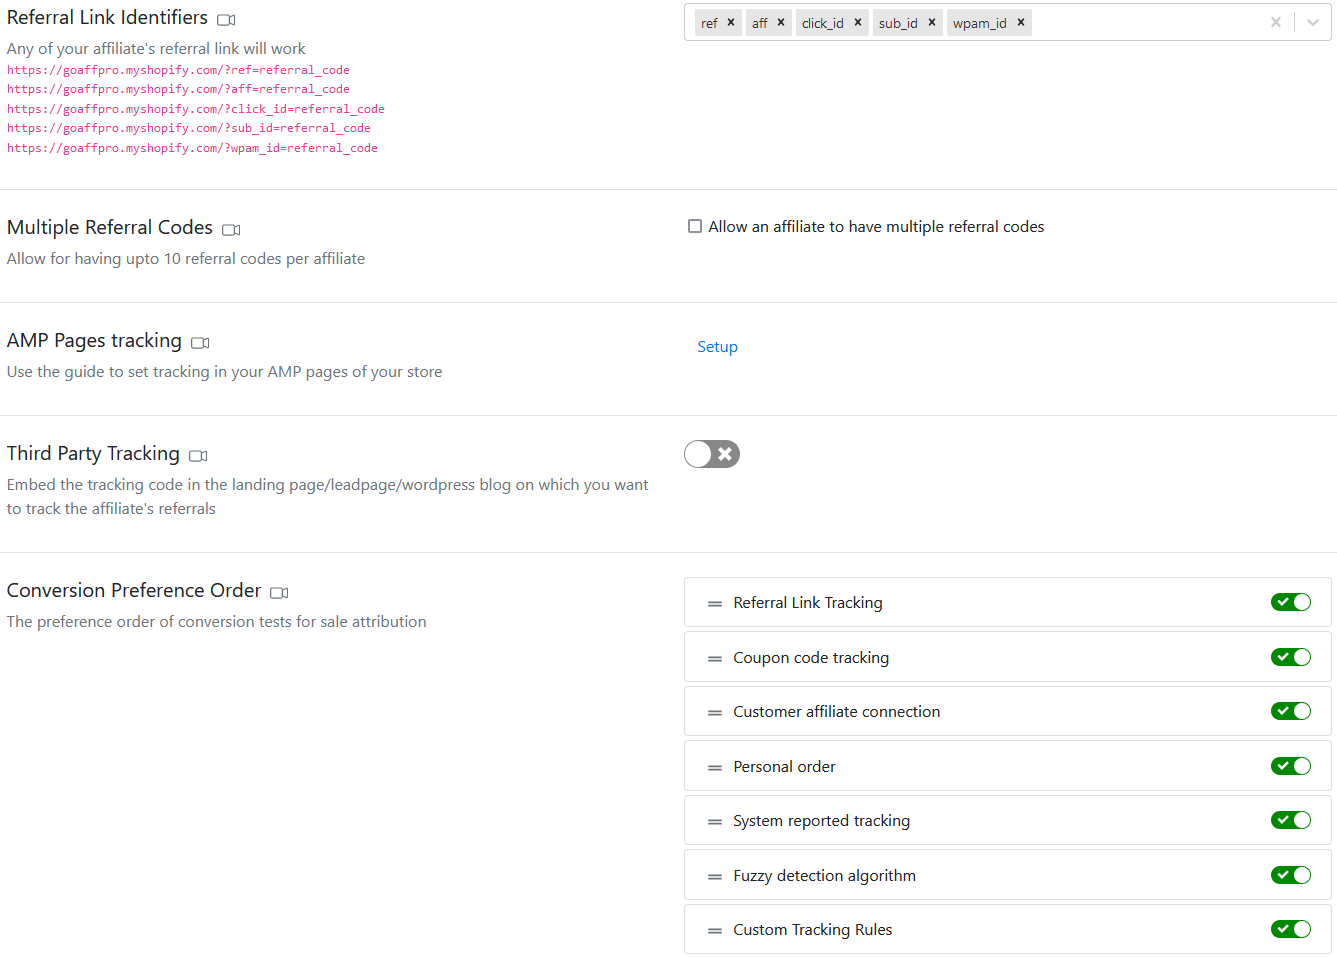 Referral Link Identifiers
ref aff click_id sub_id wpam_id
Any of your affiliate's referral link will work
https://goaffpro.myshopify.com/?ref=referral_code
https://goaffpro.myshopify.com/?aff=referral_code
https://goaffpro.myshopify.com/?click_id=referral_code
https://goaffpro.myshopify.com/?sub_id=referral_code
https://goaffpro.myshopify.com/?wpam_id=referral_code
Multiple Referral Codes
Allow an affiliate to have multiple referral codes
Allow for having upto 10 referral codes per affiliate
AMP Pages tracking
Setup
Use the guide to set tracking in your AMP pages of your store
Third Party Tracking
Embed the tracking code in the landing page/leadpage/wordpress blog on which you want
to track the affiliate's referrals
Conversion Preference Order
The preference order of conversion tests for sale attribution
Referral Link Tracking
Coupon code tracking
Customer affiliate connection
Personal order
System reported tracking
Fuzzy detection algorithm
Custom Tracking Rules